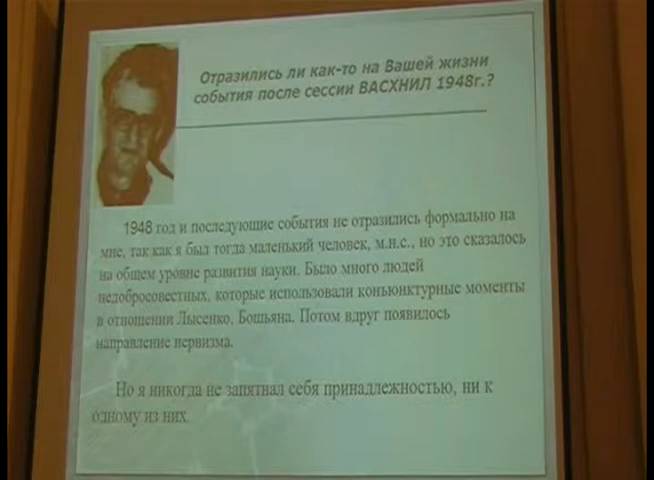 Отразились ли как-то на Вашей жизни
события после сессии ВАСХНИЛ 1948г.?
1948 год и последующие события не отразились формально на
мне, так как я был тогда маленький человек, м.н.с., но это сказалось
на общем уровне развития науки. Было много людей
недобросовестных, которые использовали конъюнктурные моменты
в отношении Лысенко, Бошьяна. Потом вдруг появилось
направление нервизма.
Но я никогда не запятнал себя принадлежностью, ни к
одному из них.